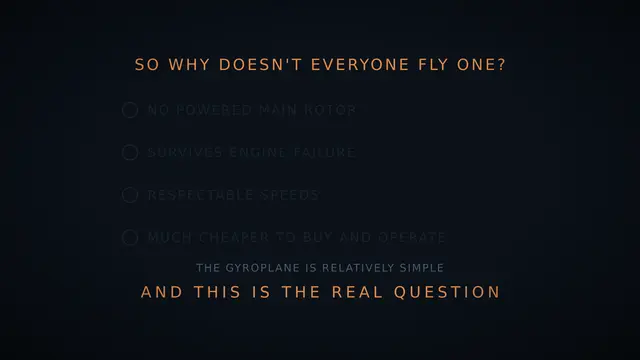 SO WHY DOESN'T EVERYONE FLY ONE?
NO POWERED MAIN ROTOR
SURVIVES ENGINE FAILURE
RESPECTABLE SPEEDS
MUCH CHEAPER TO BUY AND OPERATE
THE GYROPLANE IS RELATIVELY SIMPLE
AND THIS IS THE REAL QUESTION